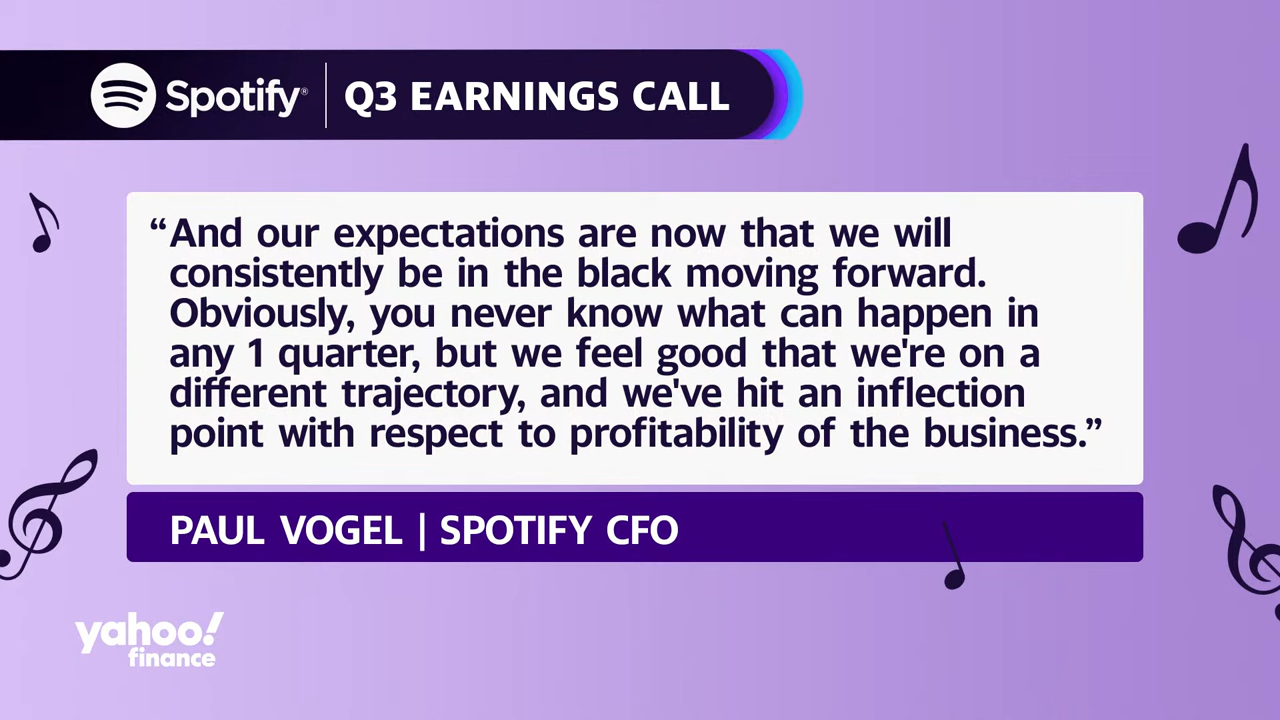 Spotify® Q3 EARNINGS CALL
“And our expectations are now that we will
consistently be in the black moving forward.
Obviously, you never know what can happen in
any 1 quarter, but we feel good that we're on a
different trajectory, and we've hit an inflection
point with respect to profitability of the business.”
PAUL VOGEL | SPOTIFY CFO
yahoo!
finance